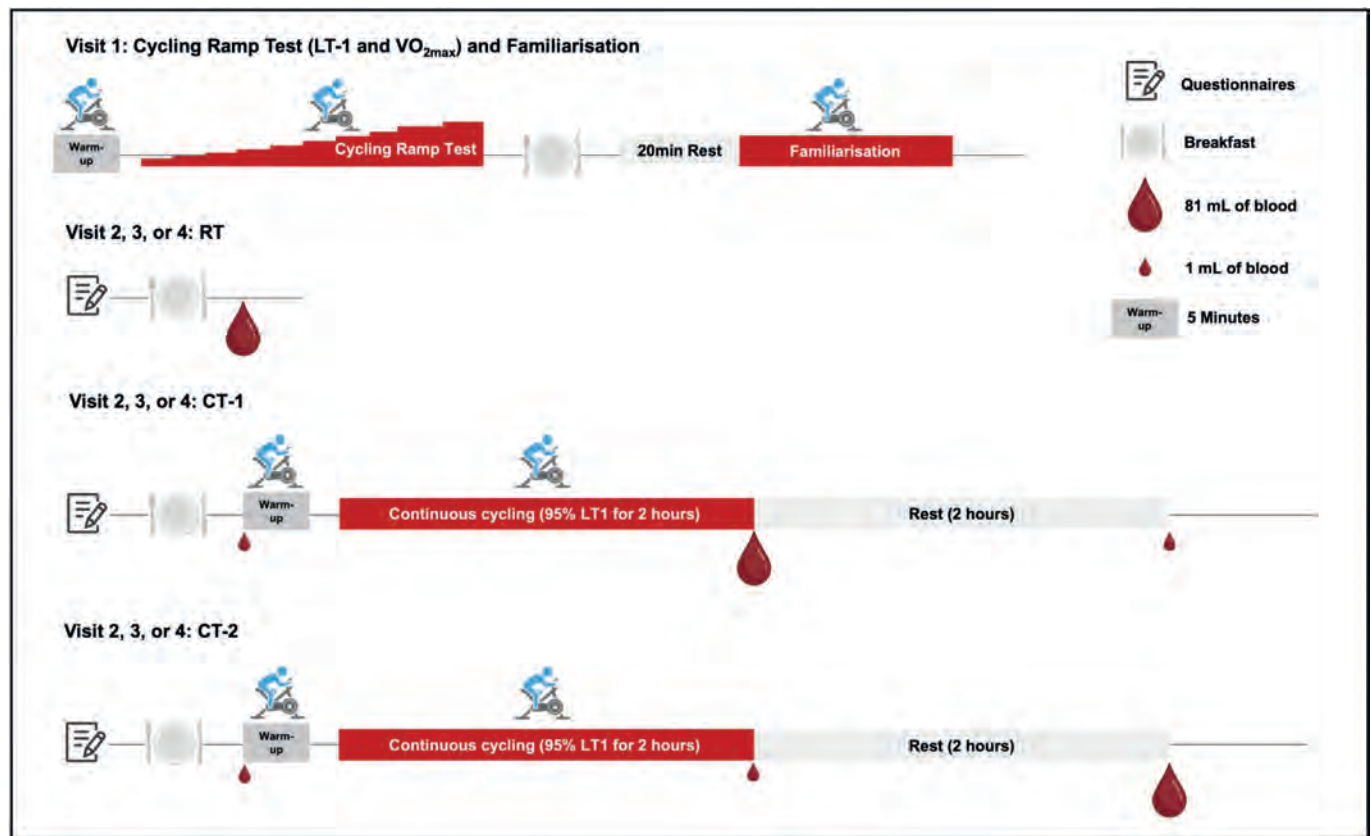 Visit 1: Cycling Ramp Test (LT-1 and VO2max) and Familiarisation
Warm-
up
Cycling Ramp Test
20min Rest
Familiarisation
Questionnaires
Breakfast
81 mL of blood
1 mL of blood
Warm-
up
5 Minutes
Visit 2, 3, or 4: RT
Visit 2, 3, or 4: CT-1
Warm-
up
Continuous cycling (95% LT1 for 2 hours)
Rest (2 hours)
Visit 2, 3, or 4: CT-2
Warm-
up
Continuous cycling (95% LT1 for 2 hours)
Rest (2 hours)